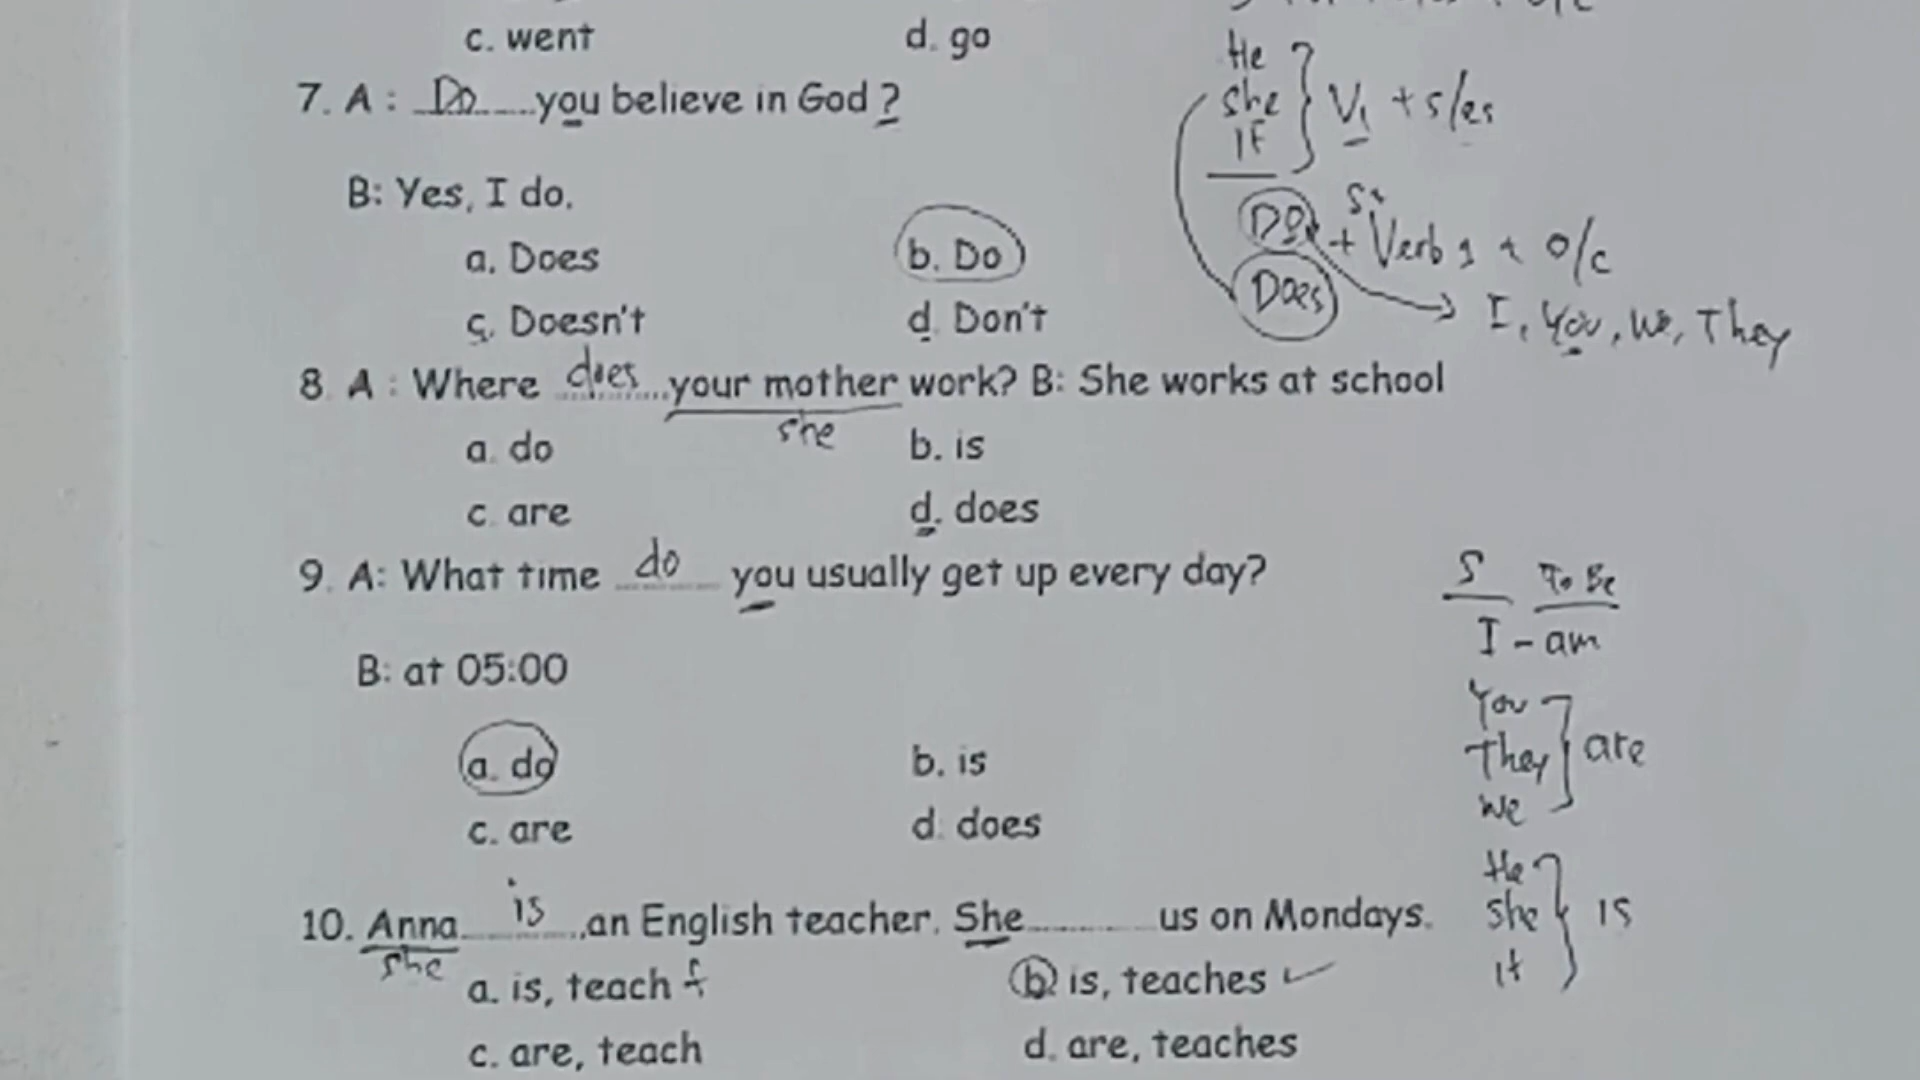 c. went d. go
7. A : Do you believe in God ?
B: Yes, I do.
a. Does b. Do
c. Doesn't d. Don't
8. A : Where does your mother work? B: She works at school
she
a. do b. is
c. are d. does
9. A: What time do you usually get up every day?
B: at 05:00
a. do b. is
c. are d. does
10. Anna is an English teacher. She us on Mondays.
she
a. is, teach b is, teaches
c. are, teach d. are, teaches
He
she V1 + s/es
IT
Do + Verb 1 + O/C
Does
I, You, We, They
S To Be
I - am
You
They are
We
He
she is
it